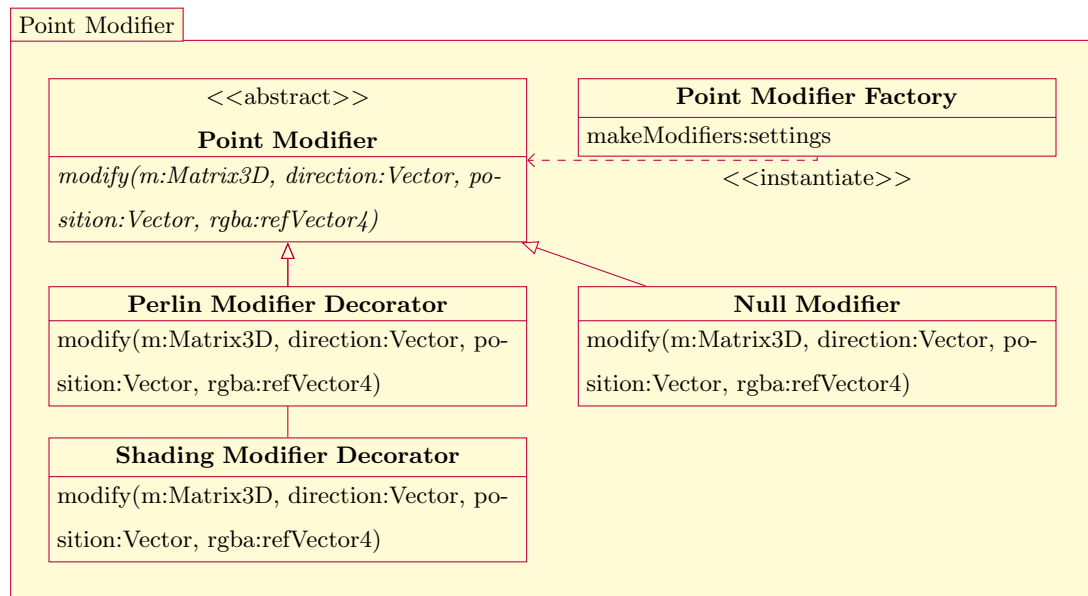 Point Modifier
<<abstract>>
Point Modifier
modify(m:Matrix3D, direction:Vector, po-
sition:Vector, rgba:refVector4)
Point Modifier Factory
makeModifiers:settings
<<instantiate>>
Perlin Modifier Decorator
modify(m:Matrix3D, direction:Vector, po-
sition:Vector, rgba:refVector4)
Null Modifier
modify(m:Matrix3D, direction:Vector, po-
sition:Vector, rgba:refVector4)
Shading Modifier Decorator
modify(m:Matrix3D, direction:Vector, po-
sition:Vector, rgba:refVector4)